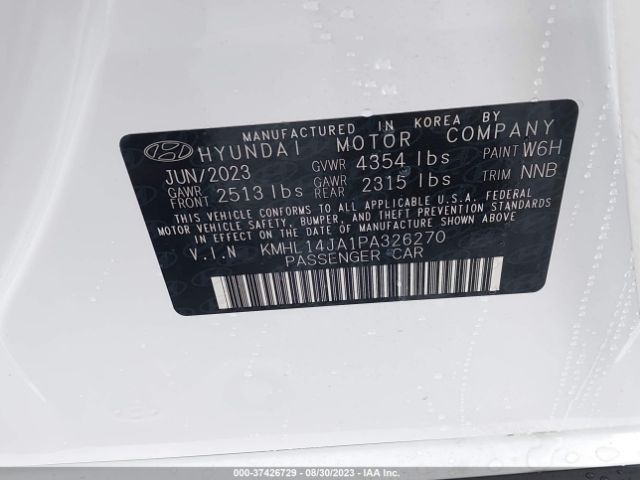 MANUFACTURED IN KOREA BY
HYUNDAI MOTOR COMPANY
JUN/2023 GVWR 4354 lbs PAINT W6H
GAWR FRONT 2513 lbs GAWR REAR 2315 lbs TRIM NNB
THIS VEHICLE CONFORMS TO ALL APPLICABLE U.S.A. FEDERAL
MOTOR VEHICLE SAFETY, BUMPER, AND THEFT PREVENTION STANDARDS
IN EFFECT ON THE DATE OF MANUFACTURE SHOWN ABOVE.
V.I.N KMHL14JA1PA326270
PASSENGER CAR
000-37426729 - 08/30/2023 - IAA Inc.